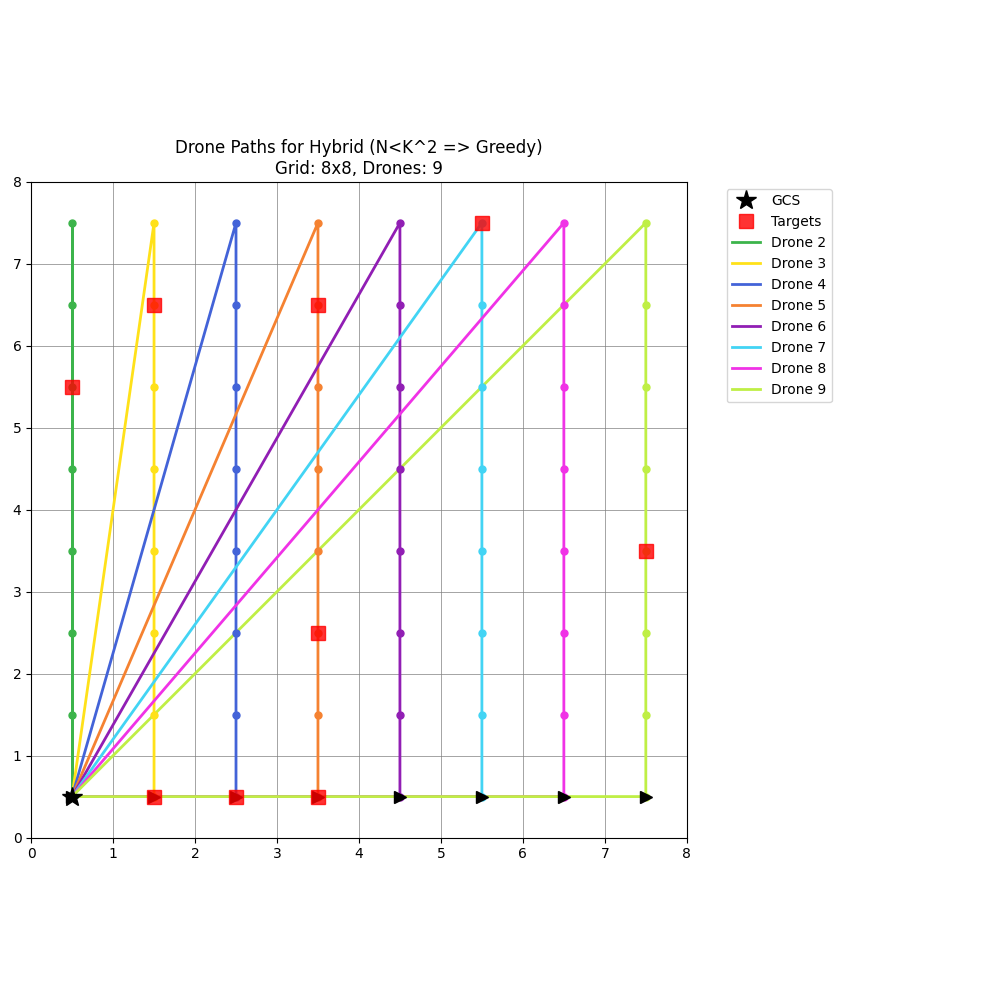 Drone Paths for Hybrid (N<K^2 => Greedy)
Grid: 8x8, Drones: 9
8
7
6
5
4
3
2
1
0
0 1 2 3 4 5 6 7 8
GCS
Targets
Drone 2
Drone 3
Drone 4
Drone 5
Drone 6
Drone 7
Drone 8
Drone 9